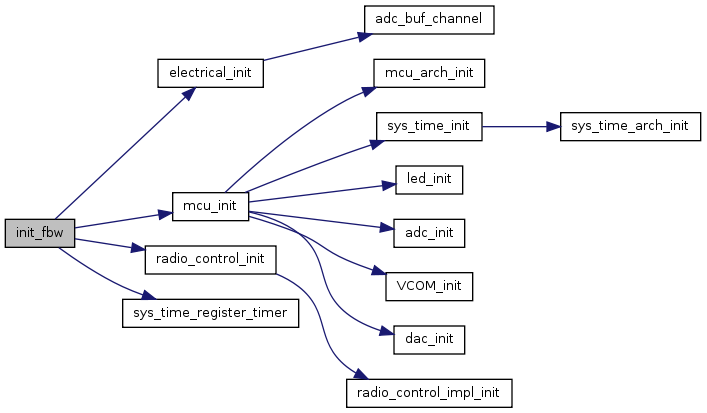 adc_buf_channel
electrical_init
mcu_arch_init
sys_time_init
sys_time_arch_init
led_init
mcu_init
init_fbw
adc_init
radio_control_init
VCOM_init
sys_time_register_timer
dac_init
radio_control_impl_init